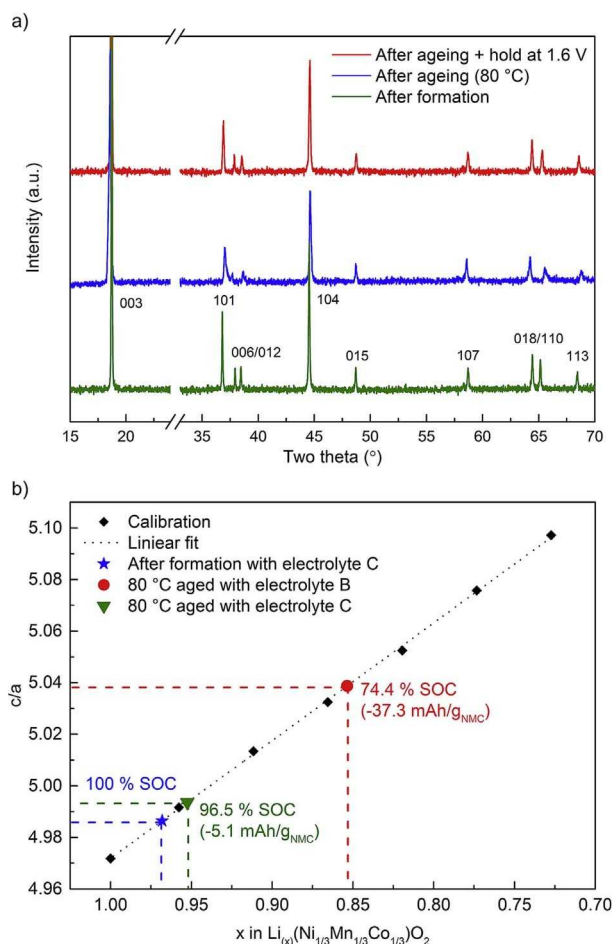 a)
After ageing + hold at 1.6 V
After ageing (80 °C)
After formation
Intensity (a.u.)
003
101
006/012
104
015
107
018/110
113
15 20 35 40 45 50 55 60 65 70
Two theta (°)
b)
Calibration
Liniear fit
After formation with electrolyte C
80 °C aged with electrolyte B
80 °C aged with electrolyte C
5.10
5.08
5.06
5.04
5.02
5.00
4.98
4.96
c/a
74.4 % SOC
(-37.3 mAh/gNMC)
100 % SOC
96.5 % SOC
(-5.1 mAh/gNMC)
1.00 0.95 0.90 0.85 0.80 0.75 0.70
x in Li(x)(Ni1/3Mn1/3Co1/3)O2